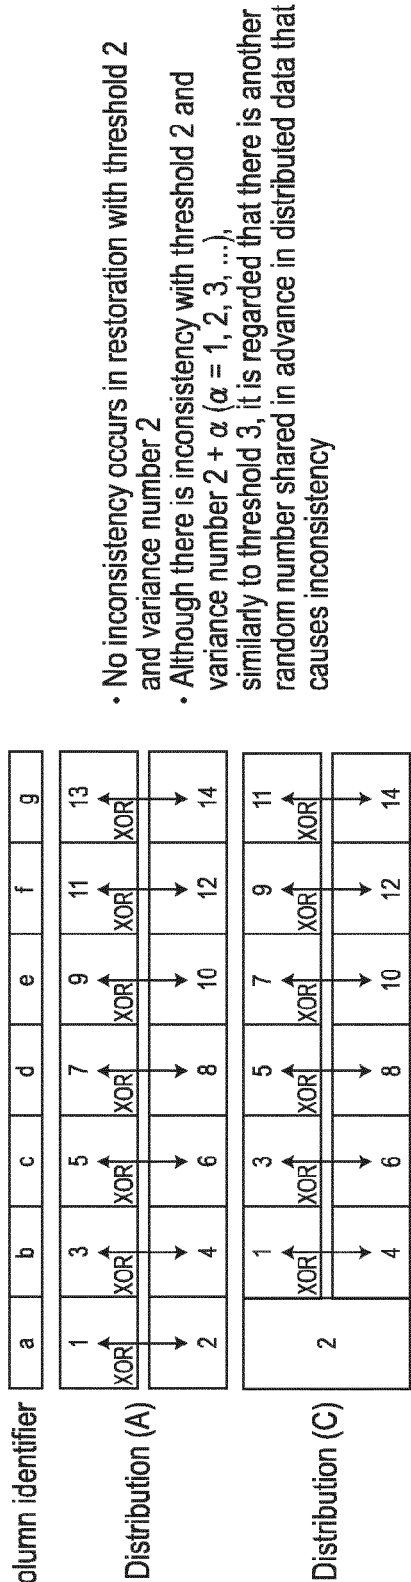 olumn identifier a b c d e f g
Distribution (A)
1 3 5 7 9 11 13
XOR XOR XOR XOR XOR XOR XOR
2 4 6 8 10 12 14
Distribution (C)
2
1 3 5 7 9 11
XOR XOR XOR XOR XOR XOR
4 6 8 10 12 14
· No inconsistency occurs in restoration with threshold 2
and variance number 2
· Although there is inconsistency with threshold 2 and
variance number 2 + α (α = 1, 2, 3, ...),
similarly to threshold 3, it is regarded that there is another
random number shared in advance in distributed data that
causes inconsistency